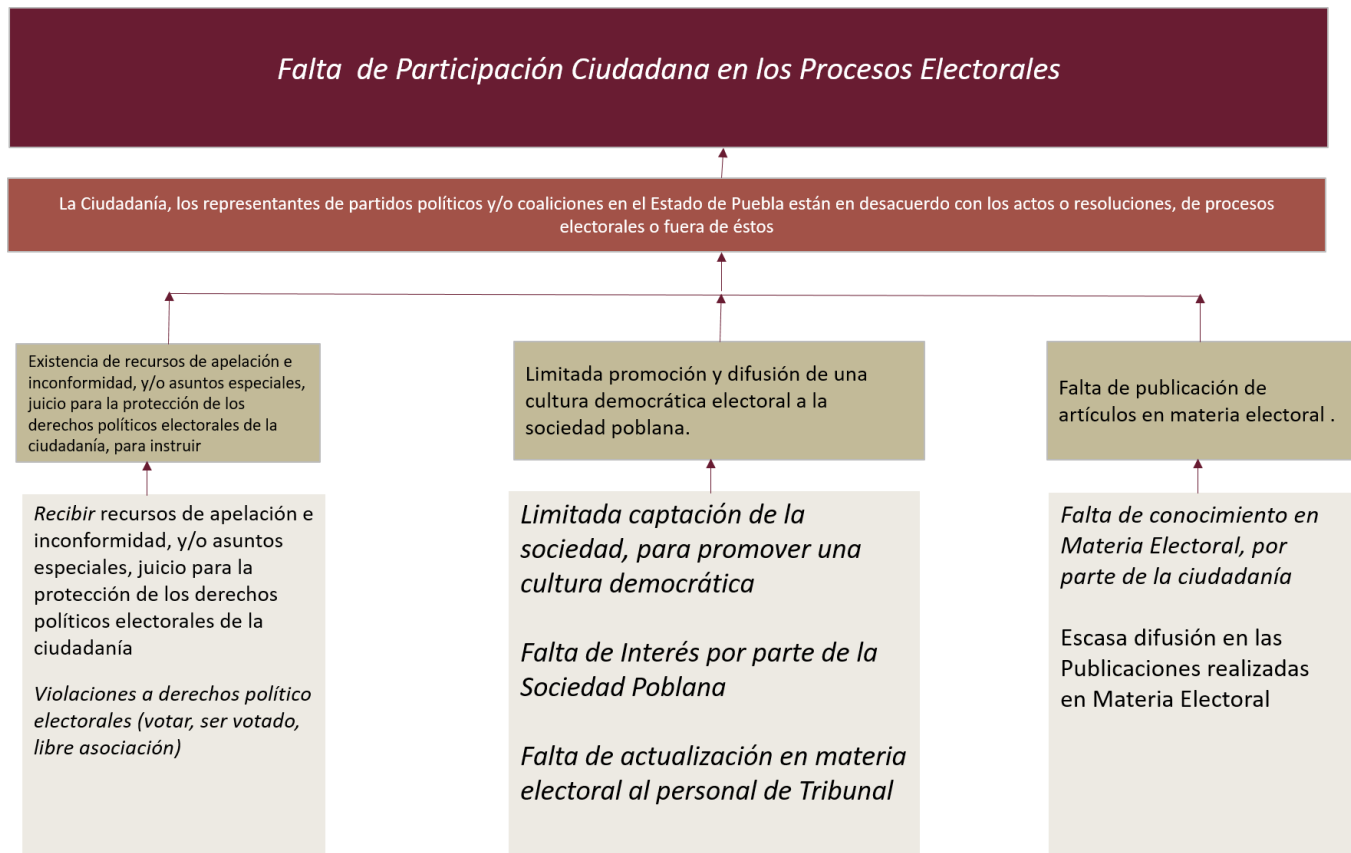 Falta de Participación Ciudadana en los Procesos Electorales
La Ciudadanía, los representantes de partidos políticos y/o coaliciones en el Estado de Puebla están en desacuerdo con los actos o resoluciones, de procesos
electorales o fuera de éstos
Existencia de recursos de apelación e
inconformidad, y/o asuntos especiales,
juicio para la protección de los
derechos políticos electorales de la
ciudadanía, para instruir
Limitada promoción y difusión de una
cultura democrática electoral a la
sociedad poblana.
Falta de publicación de
artículos en materia electoral .
Recibir recursos de apelación e
inconformidad, y/o asuntos
especiales, juicio para la
protección de los derechos
políticos electorales de la
ciudadanía
Violaciones a derechos político
electorales (votar, ser votado,
libre asociación)
Limitada captación de la
sociedad, para promover una
cultura democrática
Falta de Interés por parte de la
Sociedad Poblana
Falta de actualización en materia
electoral al personal de Tribunal
Falta de conocimiento en
Materia Electoral, por
parte de la ciudadanía
Escasa difusión en las
Publicaciones realizadas
en Materia Electoral